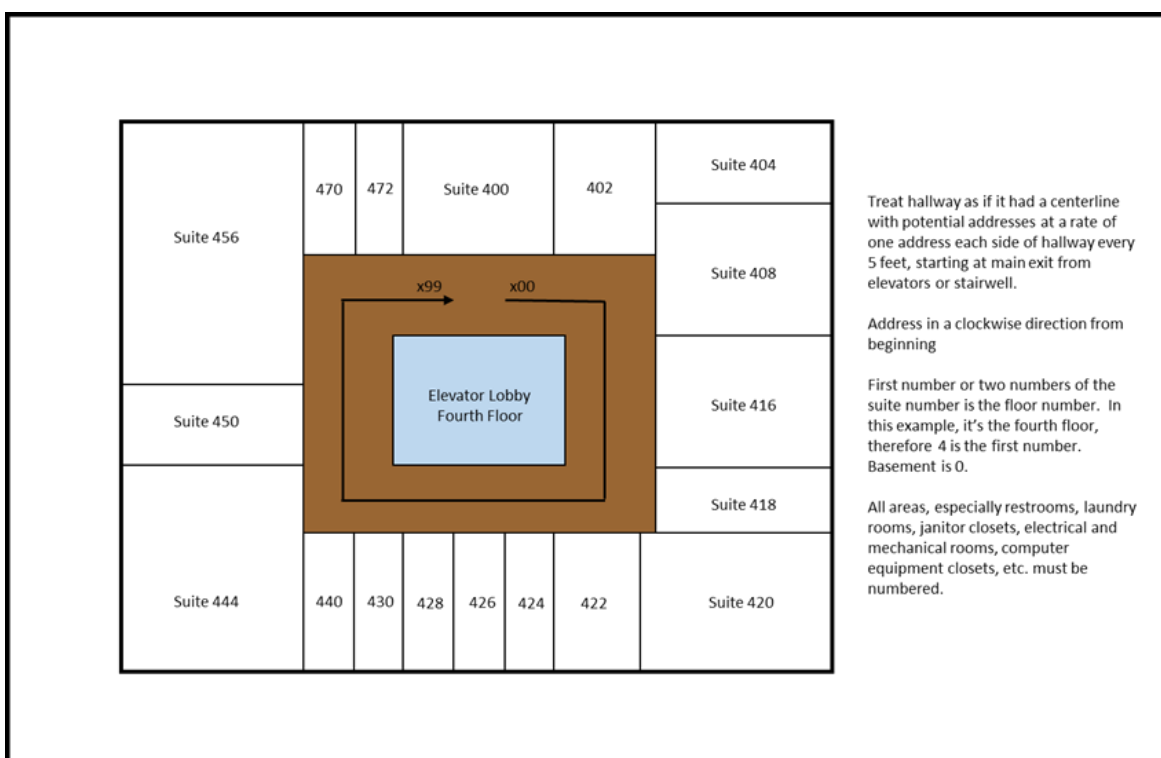 470
472
Suite 400
402
Suite 404
Suite 456
Suite 408
x99
x00
Elevator Lobby
Fourth Floor
Suite 416
Suite 450
Suite 418
Suite 444
440
430
428
426
424
422
Suite 420
Treat hallway as if it had a centerline
with potential addresses at a rate of
one address each side of hallway every
5 feet, starting at main exit from
elevators or stairwell.
Address in a clockwise direction from
beginning
First number or two numbers of the
suite number is the floor number.  In
this example, it's the fourth floor,
therefore 4 is the first number.
Basement is 0.
All areas, especially restrooms, laundry
rooms, janitor closets, electrical and
mechanical rooms, computer
equipment closets, etc. must be
numbered.